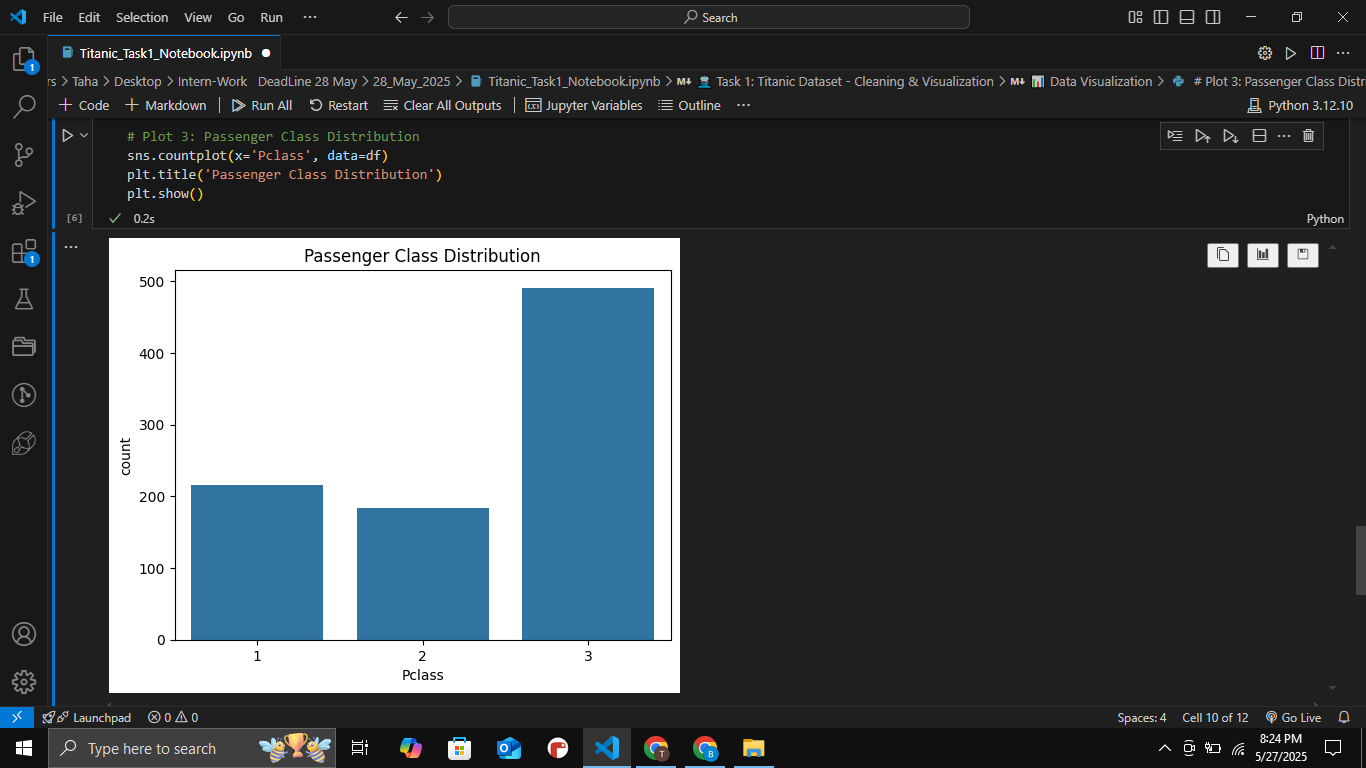 File Edit Selection View Go Run ··· Search
Titanic_Task1_Notebook.ipynb
rs > Taha > Desktop > Intern-Work DeadLine 28 May > 28_May_2025 > Titanic_Task1_Notebook.ipynb > M↓ Task 1: Titanic Dataset - Cleaning & Visualization > M↓ Data Visualization > # Plot 3: Passenger Class Distri
Code Markdown Run All Restart Clear All Outputs Jupyter Variables Outline ··· Python 3.12.10
# Plot 3: Passenger Class Distribution
sns.countplot(x='Pclass', data=df)
plt.title('Passenger Class Distribution')
plt.show()
[6] 0.2s Python
Passenger Class Distribution
500
400
300
200
100
0
count
1 2 3
Pclass
1
1
Launchpad 0 0 Spaces: 4 Cell 10 of 12 Go Live
Type here to search
T
B
8:24 PM
5/27/2025